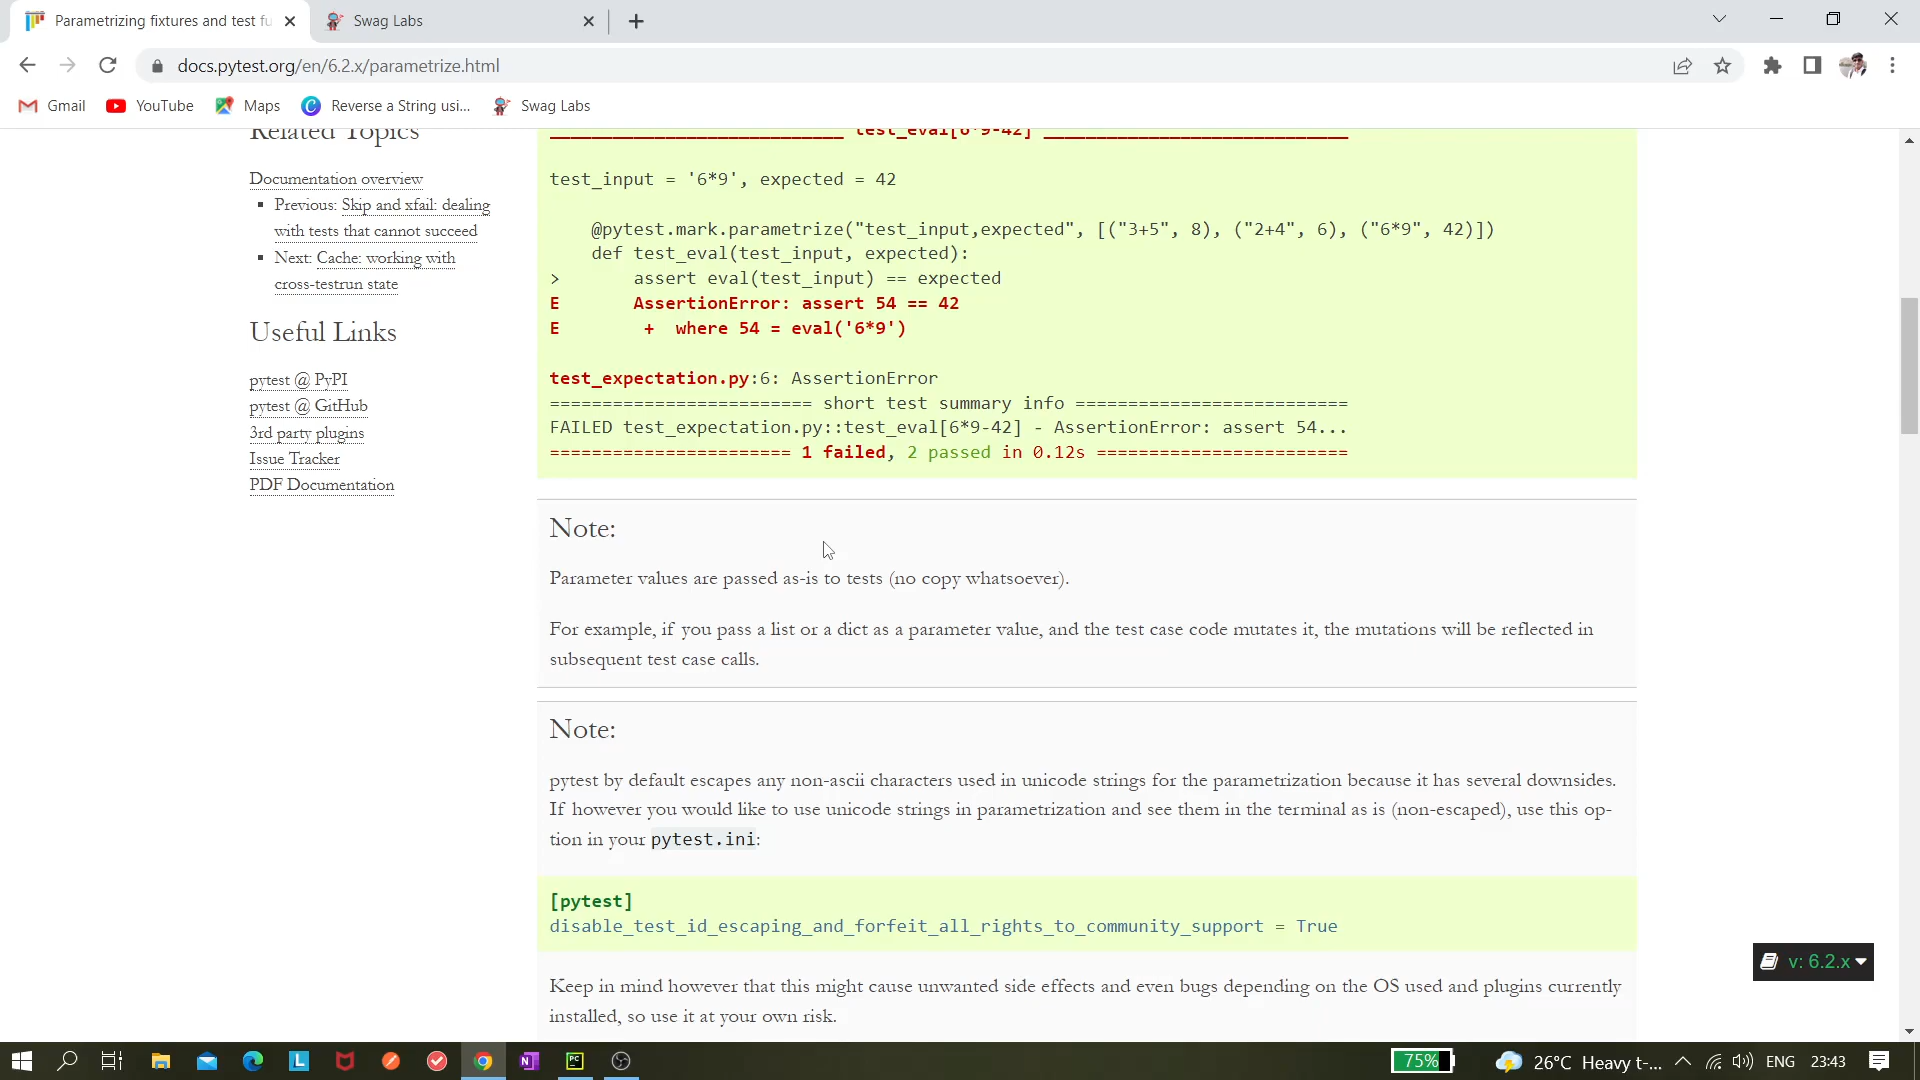 Parametrizing fixtures and test fu
Swag Labs
docs.pytest.org/en/6.2.x/parametrize.html
Gmail
YouTube
Maps
Reverse a String usi...
Swag Labs
Related Topics
Documentation overview
Previous: Skip and xfail: dealing
with tests that cannot succeed
Next: Cache: working with
cross-testrun state
Useful Links
pytest @ PyPI
pytest @ GitHub
3rd party plugins
Issue Tracker
PDF Documentation
____________________________ test_eval[6*9-42] _____________________________
test_input = '6*9', expected = 42
@pytest.mark.parametrize("test_input,expected", [("3+5", 8), ("2+4", 6), ("6*9", 42)])
def test_eval(test_input, expected):
> assert eval(test_input) == expected
E AssertionError: assert 54 == 42
E + where 54 = eval('6*9')
test_expectation.py:6: AssertionError
========================= short test summary info ==========================
FAILED test_expectation.py::test_eval[6*9-42] - AssertionError: assert 54...
======================= 1 failed, 2 passed in 0.12s ========================
Note:
Parameter values are passed as-is to tests (no copy whatsoever).
For example, if you pass a list or a dict as a parameter value, and the test case code mutates it, the mutations will be reflected in
subsequent test case calls.
Note:
pytest by default escapes any non-ascii characters used in unicode strings for the parametrization because it has several downsides.
If however you would like to use unicode strings in parametrization and see them in the terminal as is (non-escaped), use this op-
tion in your pytest.ini:
[pytest]
disable_test_id_escaping_and_forfeit_all_rights_to_community_support = True
Keep in mind however that this might cause unwanted side effects and even bugs depending on the OS used and plugins currently
installed, so use it at your own risk.
v: 6.2.x
75%
26°C Heavy t-...
ENG
23:43